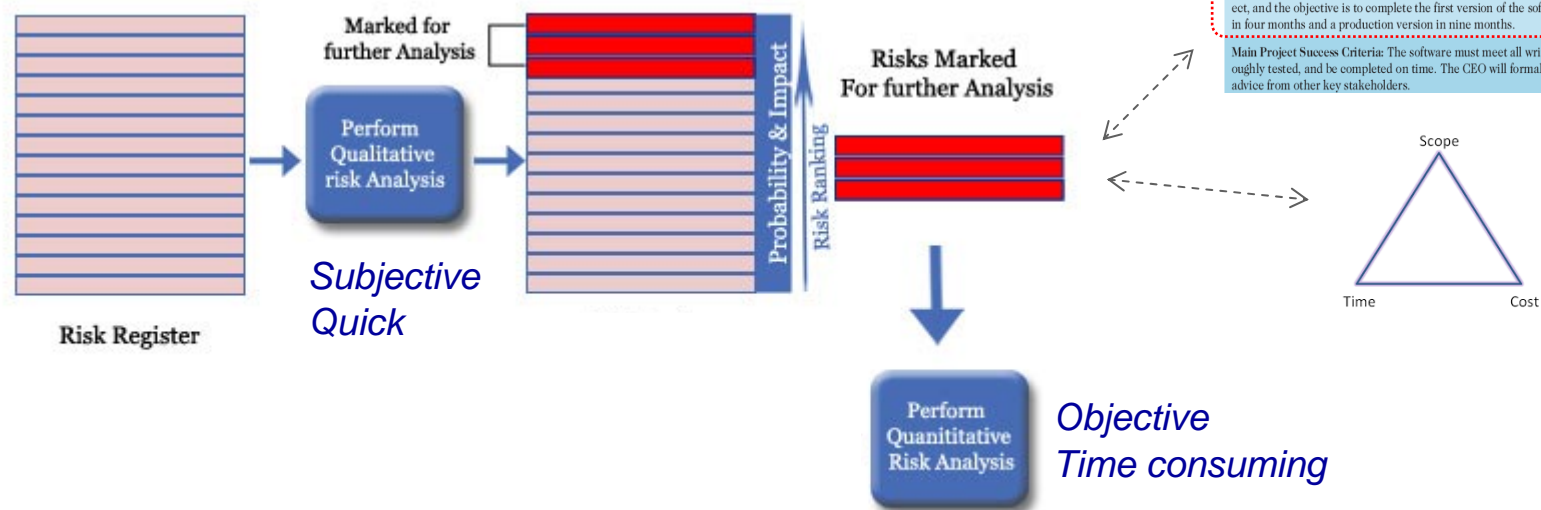 Risk Register
Perform
Qualitative
risk Analysis
Subjective
Quick
Marked for
further Analysis
Probability & Impact
Risk Ranking
Risks Marked
For further Analysis
Perform
Quanititative
Risk Analysis
Objective
Time consuming
ect, and the objective is to complete the first version of the
in four months and a production version in nine months.
Main Project Success Criteria: The software must meet all
oughly tested, and be completed on time. The CEO will
advice from other key stakeholders.
Scope
Time
Cost